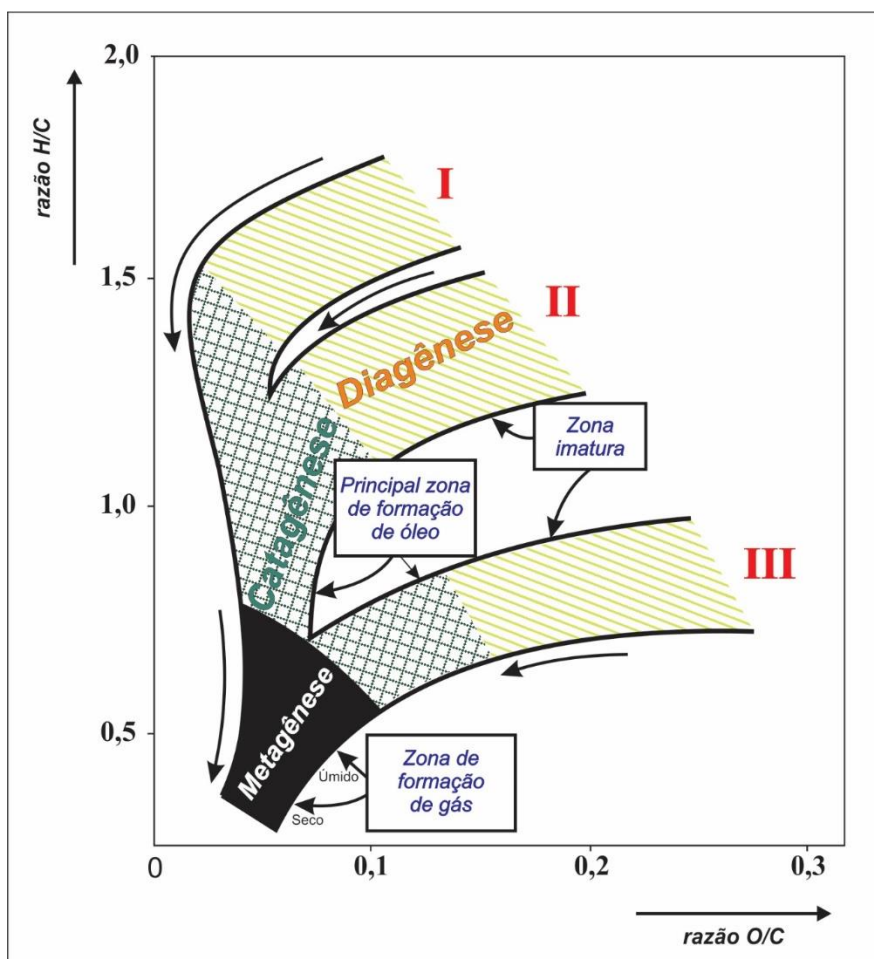 2,0
razão H/C
I
1,5
II
Diagênese
Zona
imatura
Catagênese
1,0
Principal zona
de formação
de óleo
III
0,5
Metagênese
Zona de
formação
de gás
Úmido
Seco
0
0,1
0,2
0,3
razão O/C